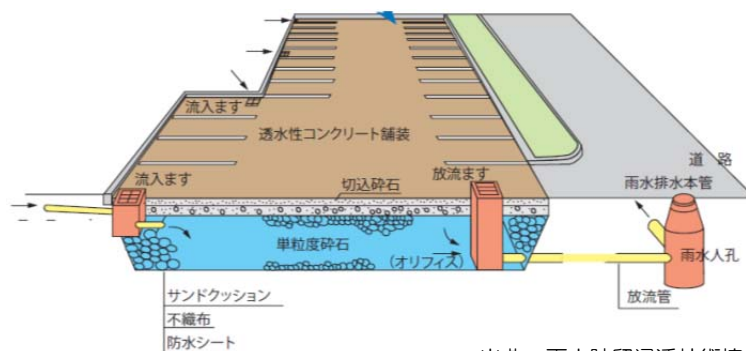 流入ます
透水性コンクリート舗装
流入ます
放流ます
道路
切込砕石
雨水排水本管
単粒度砕石
(オリフィス)
雨水人孔
サンドクッション
放流管
不織布
防水シート